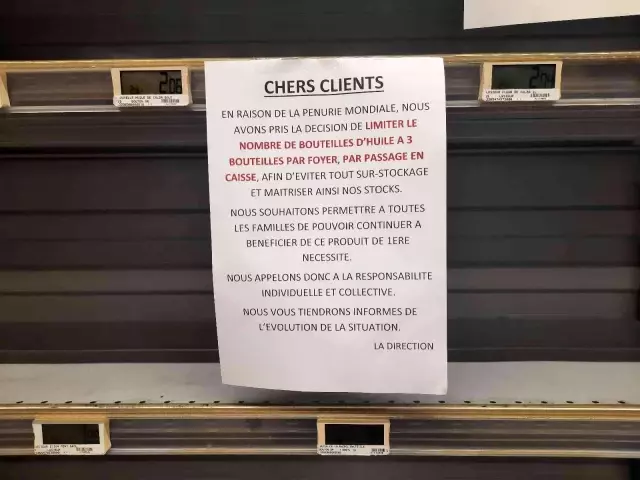 CHERS CLIENTS
EN RAISON DE LA PENURIE MONDIALE, NOUS
AVONS PRIS LA DECISION DE LIMITER LE
NOMBRE DE BOUTEILLES D'HUILE A 3
BOUTEILLES PAR FOYER, PAR PASSAGE EN
CAISSE, AFIN D'EVITER TOUT SUR-STOCKAGE
ET MAITRISER AINSI NOS STOCKS.
NOUS SOUHAITONS PERMETTRE A TOUTES
LES FAMILLES DE POUVOIR CONTINUER A
BENEFICIER DE CE PRODUIT DE 1ERE
NECESSITE.
NOUS APPELONS DONC A LA RESPONSABILITE
INDIVIDUELLE ET COLLECTIVE.
NOUS VOUS TIENDRONS INFORMES DE
L'EVOLUTION DE LA SITUATION.
LA DIRECTION